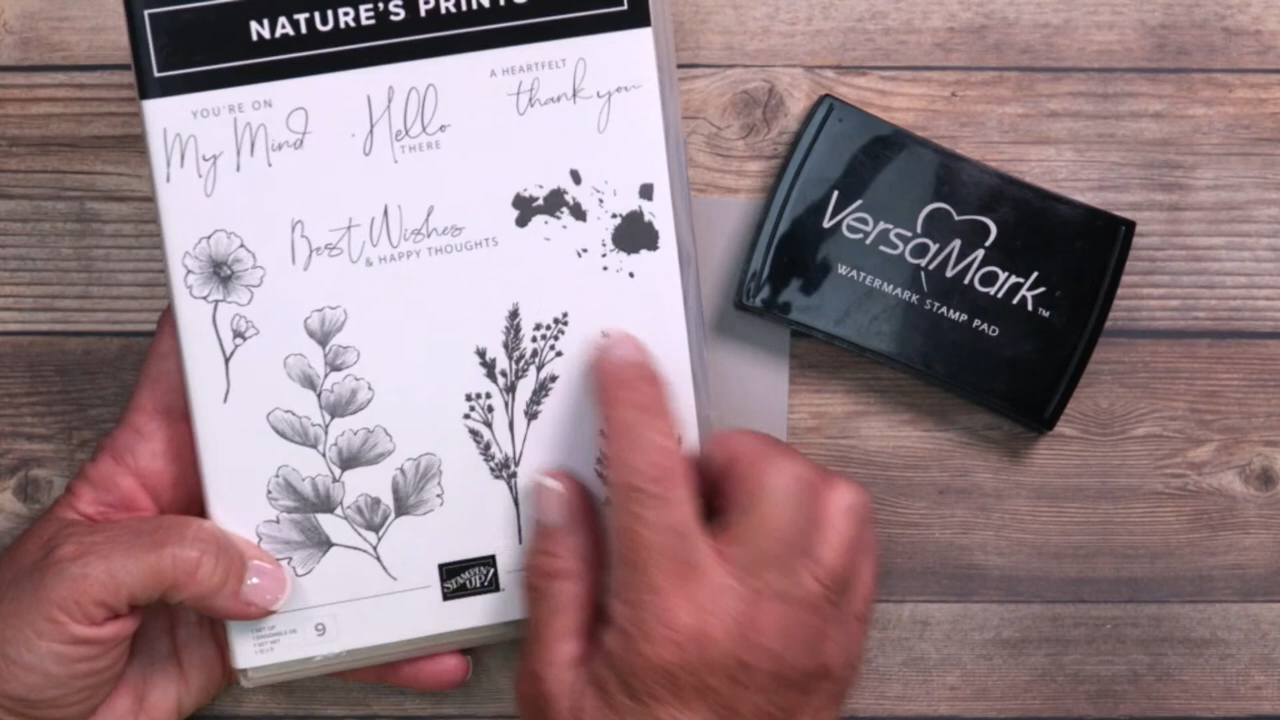 NATURE'S PRINTS
YOU'RE ON
My Mind
Hello
THERE
A HEARTFELT
thank you
Best Wishes
& HAPPY THOUGHTS
VersaMark™
WATERMARK STAMP PAD
STAMPIN'
UP!
9